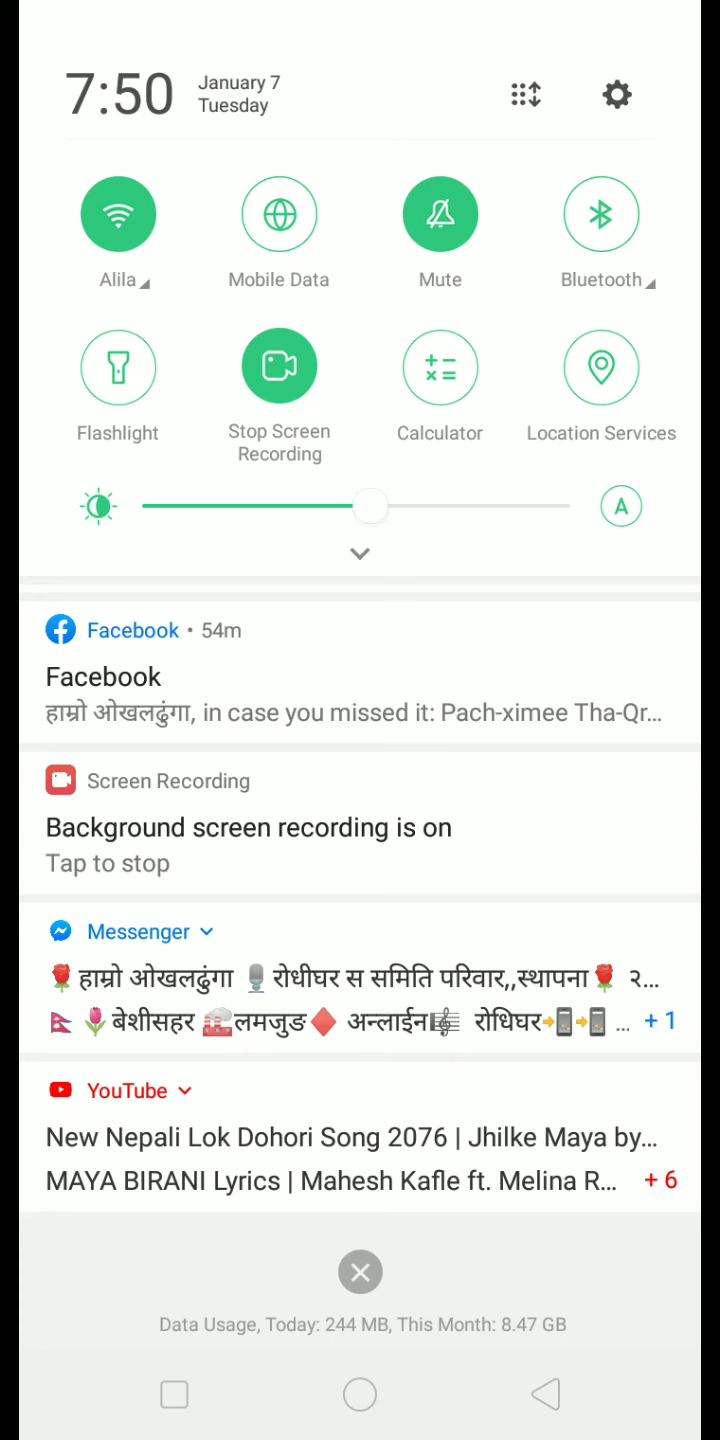 7:50
January 7
Tuesday
Alila
Mobile Data
Mute
Bluetooth
Flashlight
Stop Screen
Recording
Calculator
Location Services
A
Facebook • 54m
Facebook
हाम्रो ओखलढुंगा, in case you missed it: Pach-ximee Tha-Qr...
Screen Recording
Background screen recording is on
Tap to stop
Messenger
🌹हाम्रो ओखलढुंगा 🎙️रोधीघर स समिति परिवार,,स्थापना🌹 २...
🇳🇵 🌷बेशीसहर 🏭लमजुङ♦️ अन्लाईन🎼 रोधिघर➡️📱➡️📱 ... + 1
YouTube
New Nepali Lok Dohori Song 2076 | Jhilke Maya by...
MAYA BIRANI Lyrics | Mahesh Kafle ft. Melina R... + 6
Data Usage, Today: 244 MB, This Month: 8.47 GB